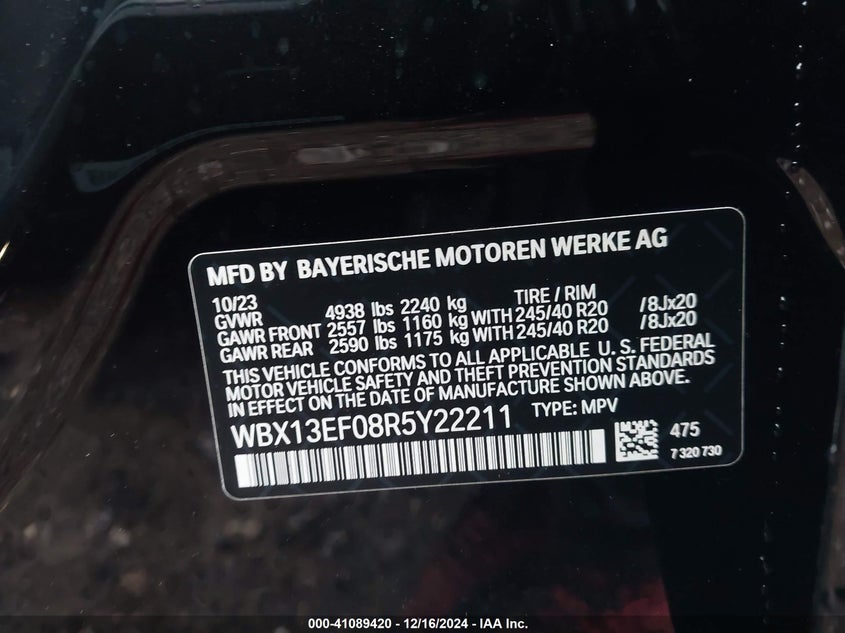 MFD BY BAYERISCHE MOTOREN WERKE AG
10/23 TIRE / RIM
GVWR 4938 lbs 2240 kg
GAWR FRONT 2557 lbs 1160 kg WITH 245/40 R20 /8Jx20
GAWR REAR 2590 lbs 1175 kg WITH 245/40 R20 /8Jx20
THIS VEHICLE CONFORMS TO ALL APPLICABLE U. S. FEDERAL
MOTOR VEHICLE SAFETY AND THEFT PREVENTION STANDARDS
IN EFFECT ON THE DATE OF MANUFACTURE SHOWN ABOVE.
WBX13EF08R5Y22211 TYPE: MPV
475
7 320 730
000-41089420 - 12/16/2024 - IAA Inc.